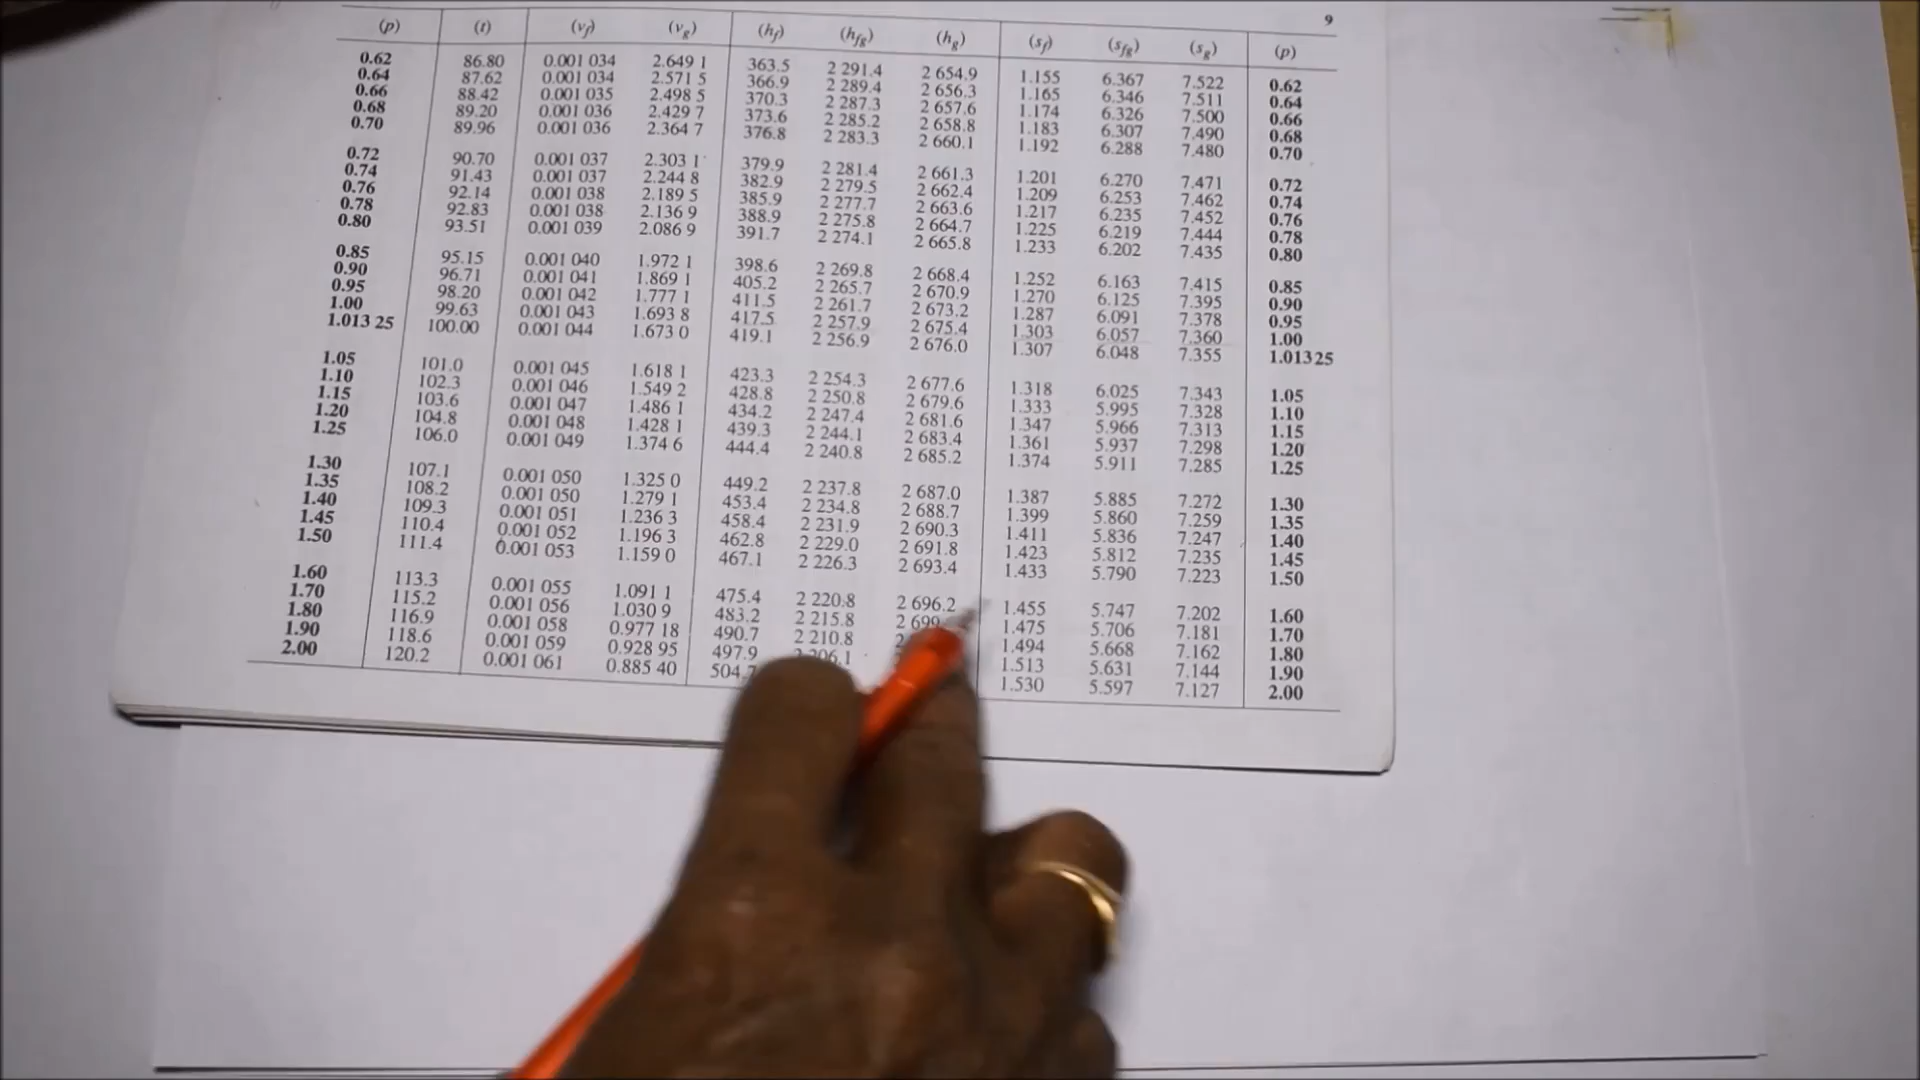 9
(p) (t) (vf) (vg) (hf) (hfg) (hg) (sf) (sfg) (sg) (p)
0.62 86.80 0.001 034 2.649 1 363.5 2 291.4 2 654.9 1.155 6.367 7.522 0.62
0.64 87.62 0.001 034 2.571 5 366.9 2 289.4 2 656.3 1.165 6.346 7.511 0.64
0.66 88.42 0.001 035 2.498 5 370.3 2 287.3 2 657.6 1.174 6.326 7.500 0.66
0.68 89.20 0.001 036 2.429 7 373.6 2 285.2 2 658.8 1.183 6.307 7.490 0.68
0.70 89.96 0.001 036 2.364 7 376.8 2 283.3 2 660.1 1.192 6.288 7.480 0.70
0.72 90.70 0.001 037 2.303 1 379.9 2 281.4 2 661.3 1.201 6.270 7.471 0.72
0.74 91.43 0.001 037 2.244 8 382.9 2 279.5 2 662.4 1.209 6.253 7.462 0.74
0.76 92.14 0.001 038 2.189 5 385.9 2 277.7 2 663.6 1.217 6.235 7.452 0.76
0.78 92.83 0.001 038 2.136 9 388.9 2 275.8 2 664.7 1.225 6.219 7.444 0.78
0.80 93.51 0.001 039 2.086 9 391.7 2 274.1 2 665.8 1.233 6.202 7.435 0.80
0.85 95.15 0.001 040 1.972 1 398.6 2 269.8 2 668.4 1.252 6.163 7.415 0.85
0.90 96.71 0.001 041 1.869 1 405.2 2 265.7 2 670.9 1.270 6.125 7.395 0.90
0.95 98.20 0.001 042 1.777 1 411.5 2 261.7 2 673.2 1.287 6.091 7.378 0.95
1.00 99.63 0.001 043 1.693 8 417.5 2 257.9 2 675.4 1.303 6.057 7.360 1.00
1.013 25 100.00 0.001 044 1.673 0 419.1 2 256.9 2 676.0 1.307 6.048 7.355 1.013 25
1.05 101.0 0.001 045 1.618 1 423.3 2 254.3 2 677.6 1.318 6.025 7.343 1.05
1.10 102.3 0.001 046 1.549 2 428.8 2 250.8 2 679.6 1.333 5.995 7.328 1.10
1.15 103.6 0.001 047 1.486 1 434.2 2 247.4 2 681.6 1.347 5.966 7.313 1.15
1.20 104.8 0.001 048 1.428 1 439.3 2 244.1 2 683.4 1.361 5.937 7.298 1.20
1.25 106.0 0.001 049 1.374 6 444.4 2 240.8 2 685.2 1.374 5.911 7.285 1.25
1.30 107.1 0.001 050 1.325 0 449.2 2 237.8 2 687.0 1.387 5.885 7.272 1.30
1.35 108.2 0.001 050 1.279 1 453.4 2 234.8 2 688.7 1.399 5.860 7.259 1.35
1.40 109.3 0.001 051 1.236 3 458.4 2 231.9 2 690.3 1.411 5.836 7.247 1.40
1.45 110.4 0.001 052 1.196 3 462.8 2 229.0 2 691.8 1.423 5.812 7.235 1.45
1.50 111.4 0.001 053 1.159 0 467.1 2 226.3 2 693.4 1.433 5.790 7.223 1.50
1.60 113.3 0.001 055 1.091 1 475.4 2 220.8 2 696.2 1.455 5.747 7.202 1.60
1.70 115.2 0.001 056 1.030 9 483.2 2 215.8 2 699 1.475 5.706 7.181 1.70
1.80 116.9 0.001 058 0.977 18 490.7 2 210.8 2 1.494 5.668 7.162 1.80
1.90 118.6 0.001 059 0.928 95 497.9 2 206.1 1.513 5.631 7.144 1.90
2.00 120.2 0.001 061 0.885 40 504. 1.530 5.597 7.127 2.00